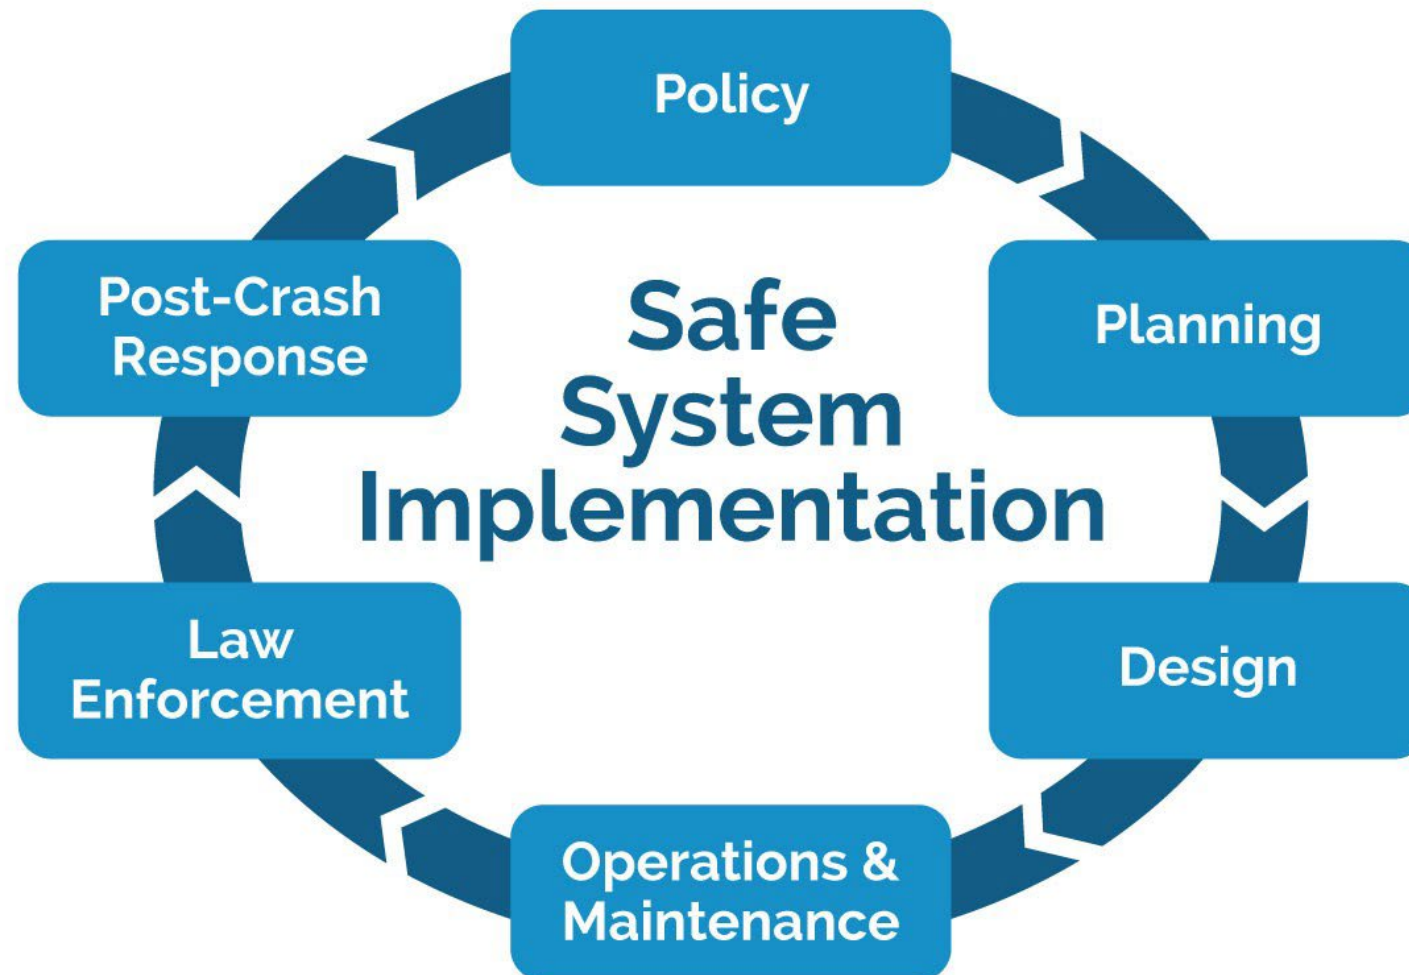 Policy
Planning
Design
Operations &
Maintenance
Law
Enforcement
Post-Crash
Response
Safe
System
Implementation